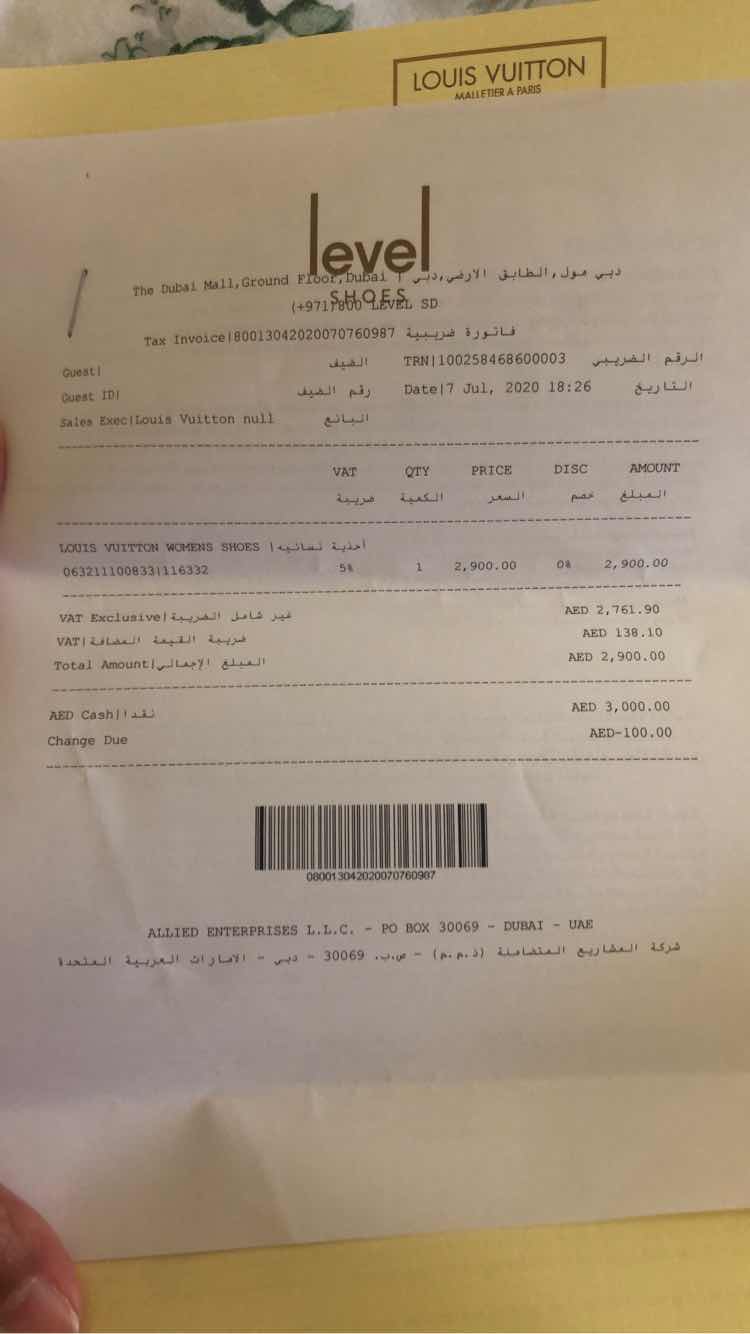 LOUIS VUITTON
MALLETIER A PARIS
level
The Dubai Mall,Ground Floor,Dubai | دبي مول,الطابق الارضي,دبي
SHOES
(+971)800 LEVEL SD
Tax Invoice|80013042020070760987 فاتورة ضريبية
Guest| الضيف TRN|100258468600003 الرقم الضريبي
Guest ID| رقم الضيف Date|7 Jul, 2020 18:26 التاريخ
Sales Exec|Louis Vuitton null البائع
VAT QTY PRICE DISC AMOUNT
ضريبة الكمية السعر خصم المبلغ
LOUIS VUITTON WOMENS SHOES |أحذية نسائيه
063211100833|116332 5% 1 2,900.00 0% 2,900.00
VAT Exclusive|غير شامل الضريبة AED 2,761.90
VAT|ضريبة القيمة المضافة AED 138.10
Total Amount|المبلغ الإجمالي AED 2,900.00
AED Cash|نقدا AED 3,000.00
Change Due AED-100.00
080013042020070760987
ALLIED ENTERPRISES L.L.C. - PO BOX 30069 - DUBAI - UAE
شركة المشاريع المتضامنة (ذ.م.م) - ص.ب. 30069 - دبي - الامارات العربية المتحدة